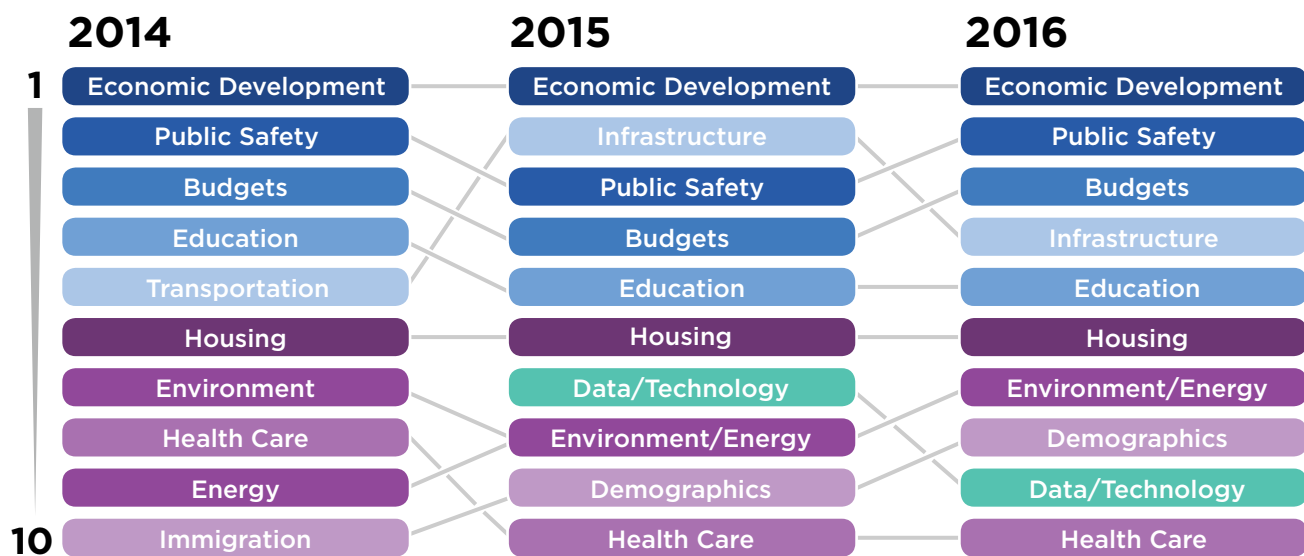 2014 2015 2016
1 Economic Development Economic Development Economic Development
Public Safety Infrastructure Public Safety
Budgets Public Safety Budgets
Education Budgets Infrastructure
Transportation Education Education
Housing Housing Housing
Environment Data/Technology Environment/Energy
Health Care Environment/Energy Demographics
Energy Demographics Data/Technology
10 Immigration Health Care Health Care